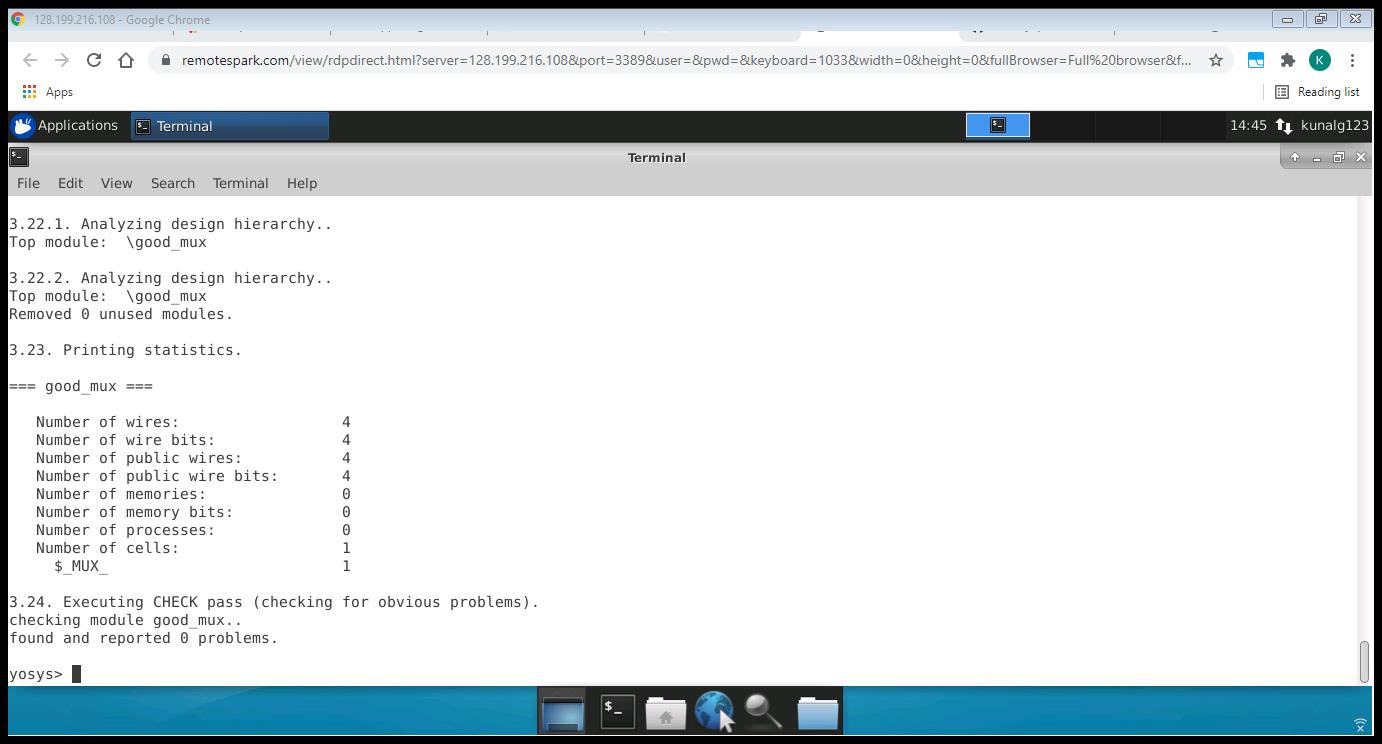 128.199.216.108 - Google Chrome
remotespark.com/view/rdpdirect.html?server=128.199.216.108&port=3389&user=&pwd=&keyboard=1033&width=0&height=0&fullBrowser=Full%20browser&f...
K
Apps
Reading list
Applications
Terminal
14:45
kunalg123
Terminal
File Edit View Search Terminal Help
3.22.1. Analyzing design hierarchy..
Top module:  \good_mux
3.22.2. Analyzing design hierarchy..
Top module:  \good_mux
Removed 0 unused modules.
3.23. Printing statistics.
=== good_mux ===
Number of wires: 4
Number of wire bits: 4
Number of public wires: 4
Number of public wire bits: 4
Number of memories: 0
Number of memory bits: 0
Number of processes: 0
Number of cells: 1
$_MUX_ 1
3.24. Executing CHECK pass (checking for obvious problems).
checking module good_mux..
found and reported 0 problems.
yosys>